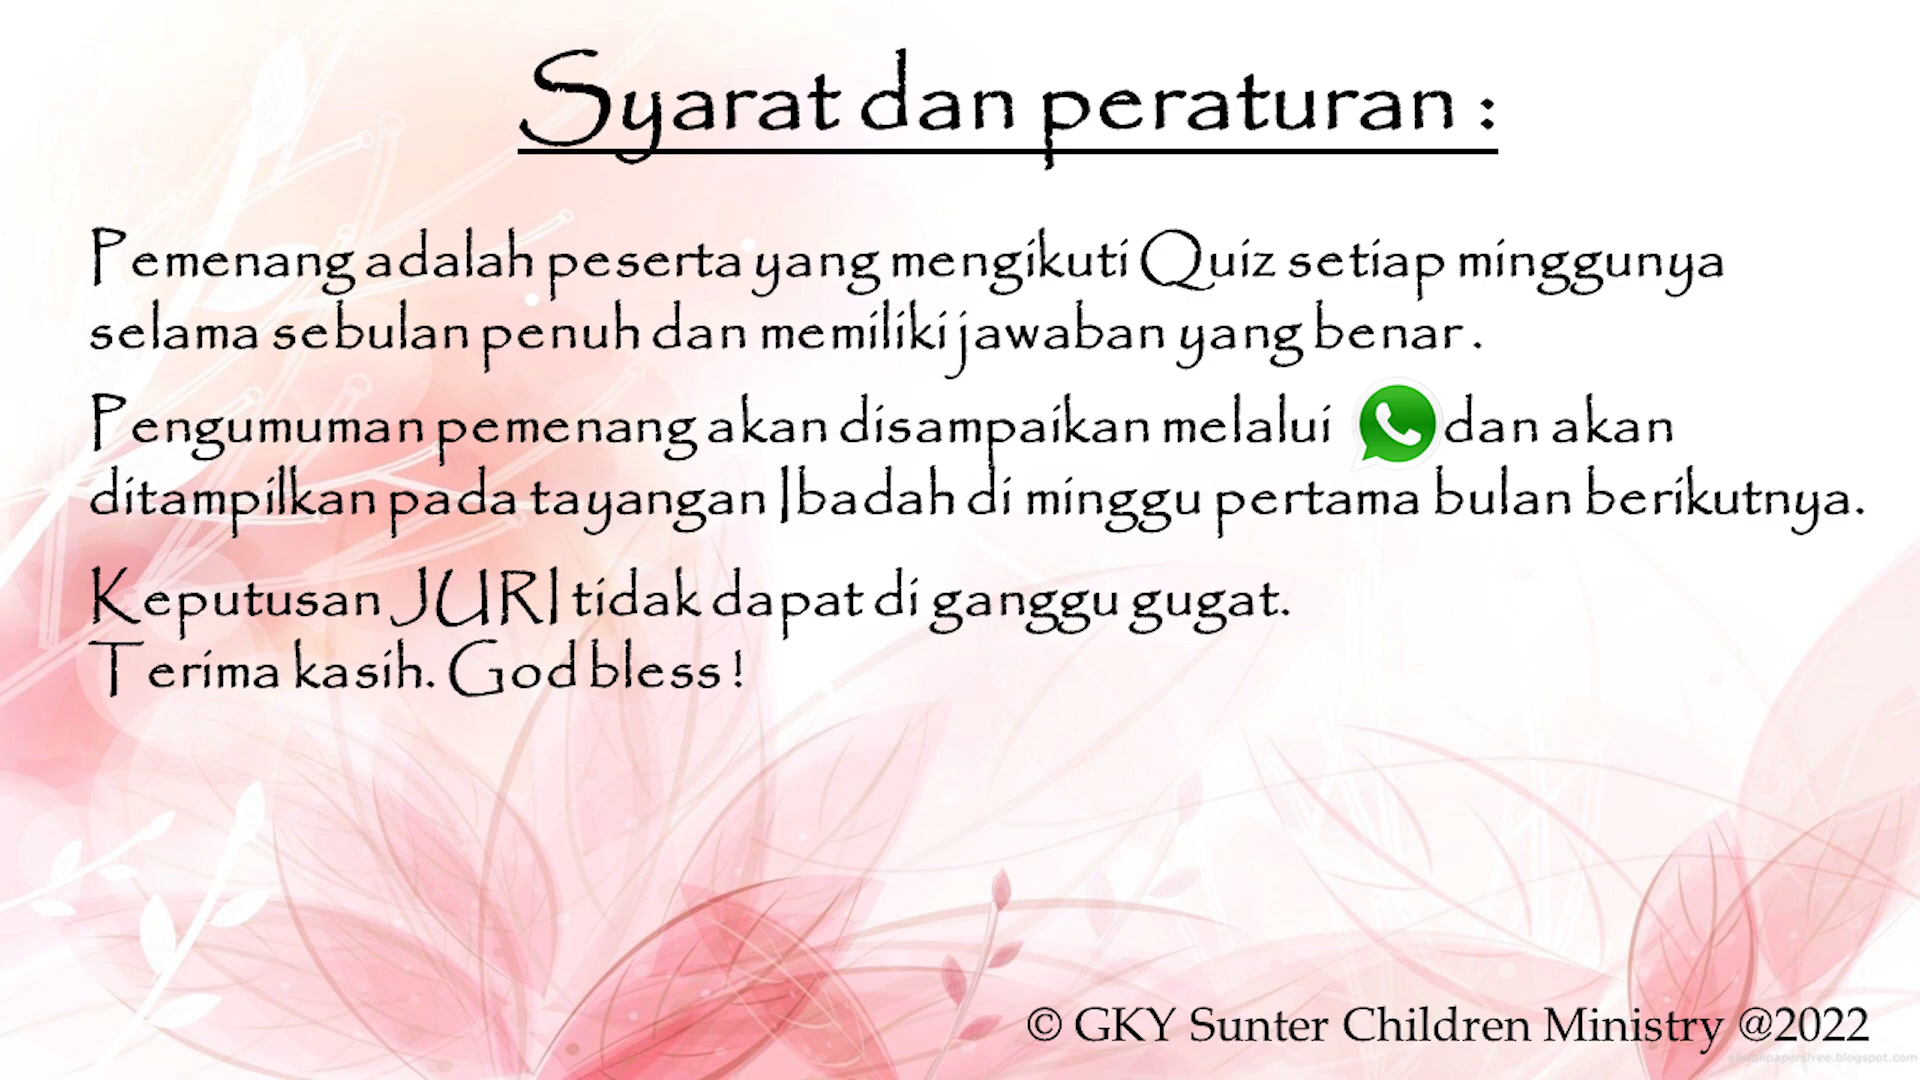 Syarat dan peraturan :
Pemenang adalah peserta yang mengikuti Quiz setiap minggunya
selama sebulan penuh dan memiliki jawaban yang benar.
Pengumuman pemenang akan disampaikan melalui dan akan
ditampilkan pada tayangan Ibadah di minggu pertama bulan berikutnya.
Keputusan JURI tidak dapat di ganggu gugat.
Terima kasih. God bless !
© GKY Sunter Children Ministry @2022